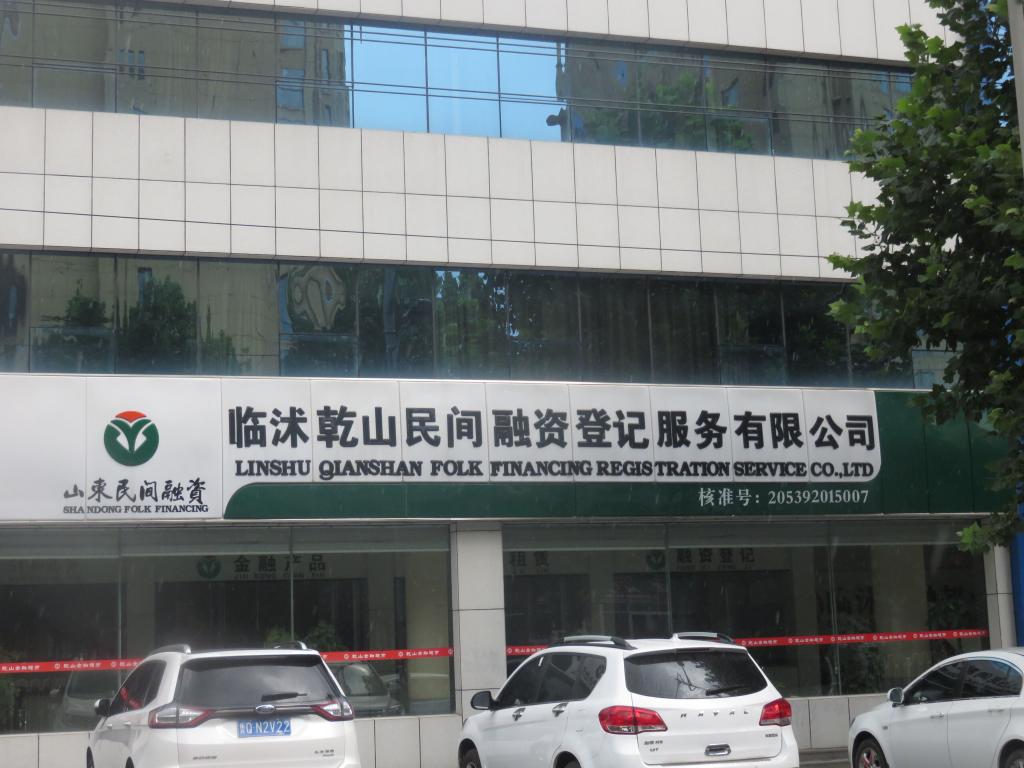 临沭乾山民间融资登记服务有限公司
LINSHU QIANSHAN FOLK FINANCING REGISTRATION SERVICE CO.,LTD
山東民间融資
SHANDONG FOLK FINANCING
核准号：205392015007
金融产品
租赁
融资登记
Q N2V22
HAVAL